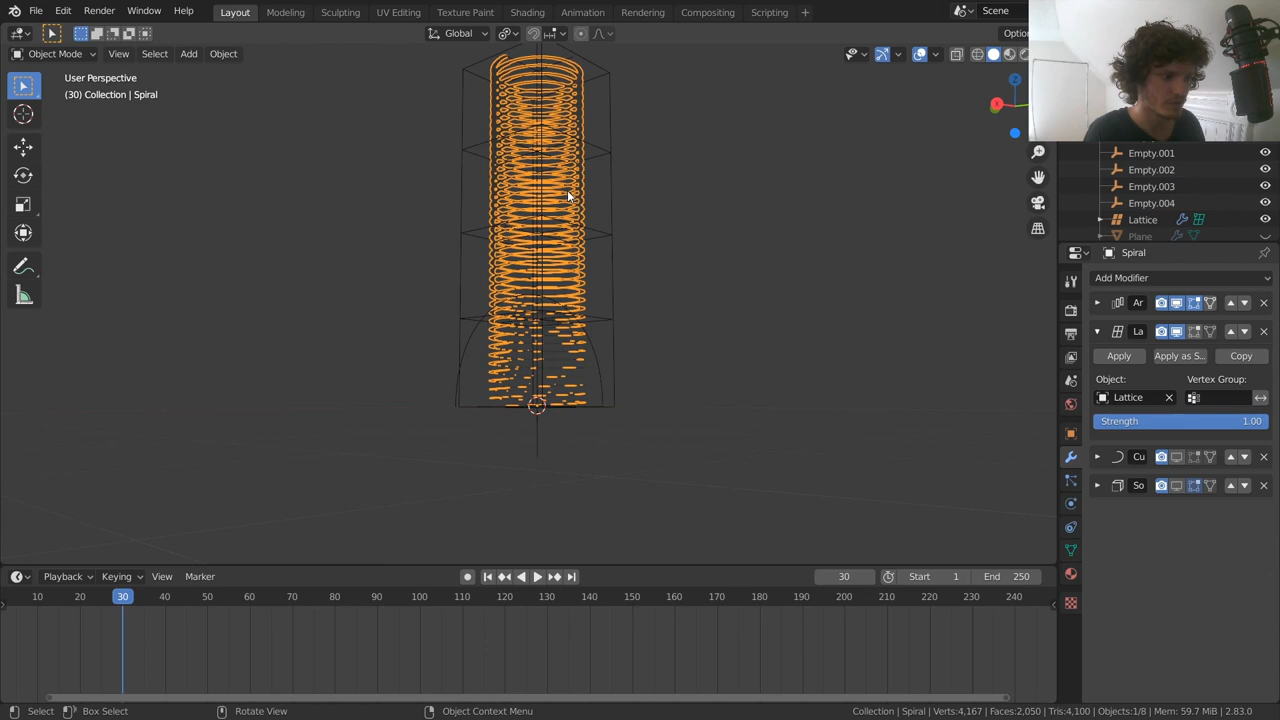 File Edit Render Window Help Layout Modeling Sculpting UV Editing Texture Paint Shading Animation Rendering Compositing Scripting + Scene
Global Optio
Object Mode View Select Add Object
User Perspective
(30) Collection | Spiral
Z
X
Empty.001
Empty.002
Empty.003
Empty.004
Lattice
Plane
Spiral
Add Modifier
Ar
La
Apply Apply as S... Copy
Object: Vertex Group:
Lattice
Strength 1.00
Cu
So
Playback Keying View Marker 30 Start 1 End 250
10 20 30 40 50 60 70 80 90 100 110 120 130 140 150 160 170 180 190 200 210 220 230 240
Select Box Select Rotate View Object Context Menu Collection | Spiral | Verts:4,167 | Faces:2,050 | Tris:4,100 | Objects:1/8 | Mem: 59.7 MiB | 2.83.0